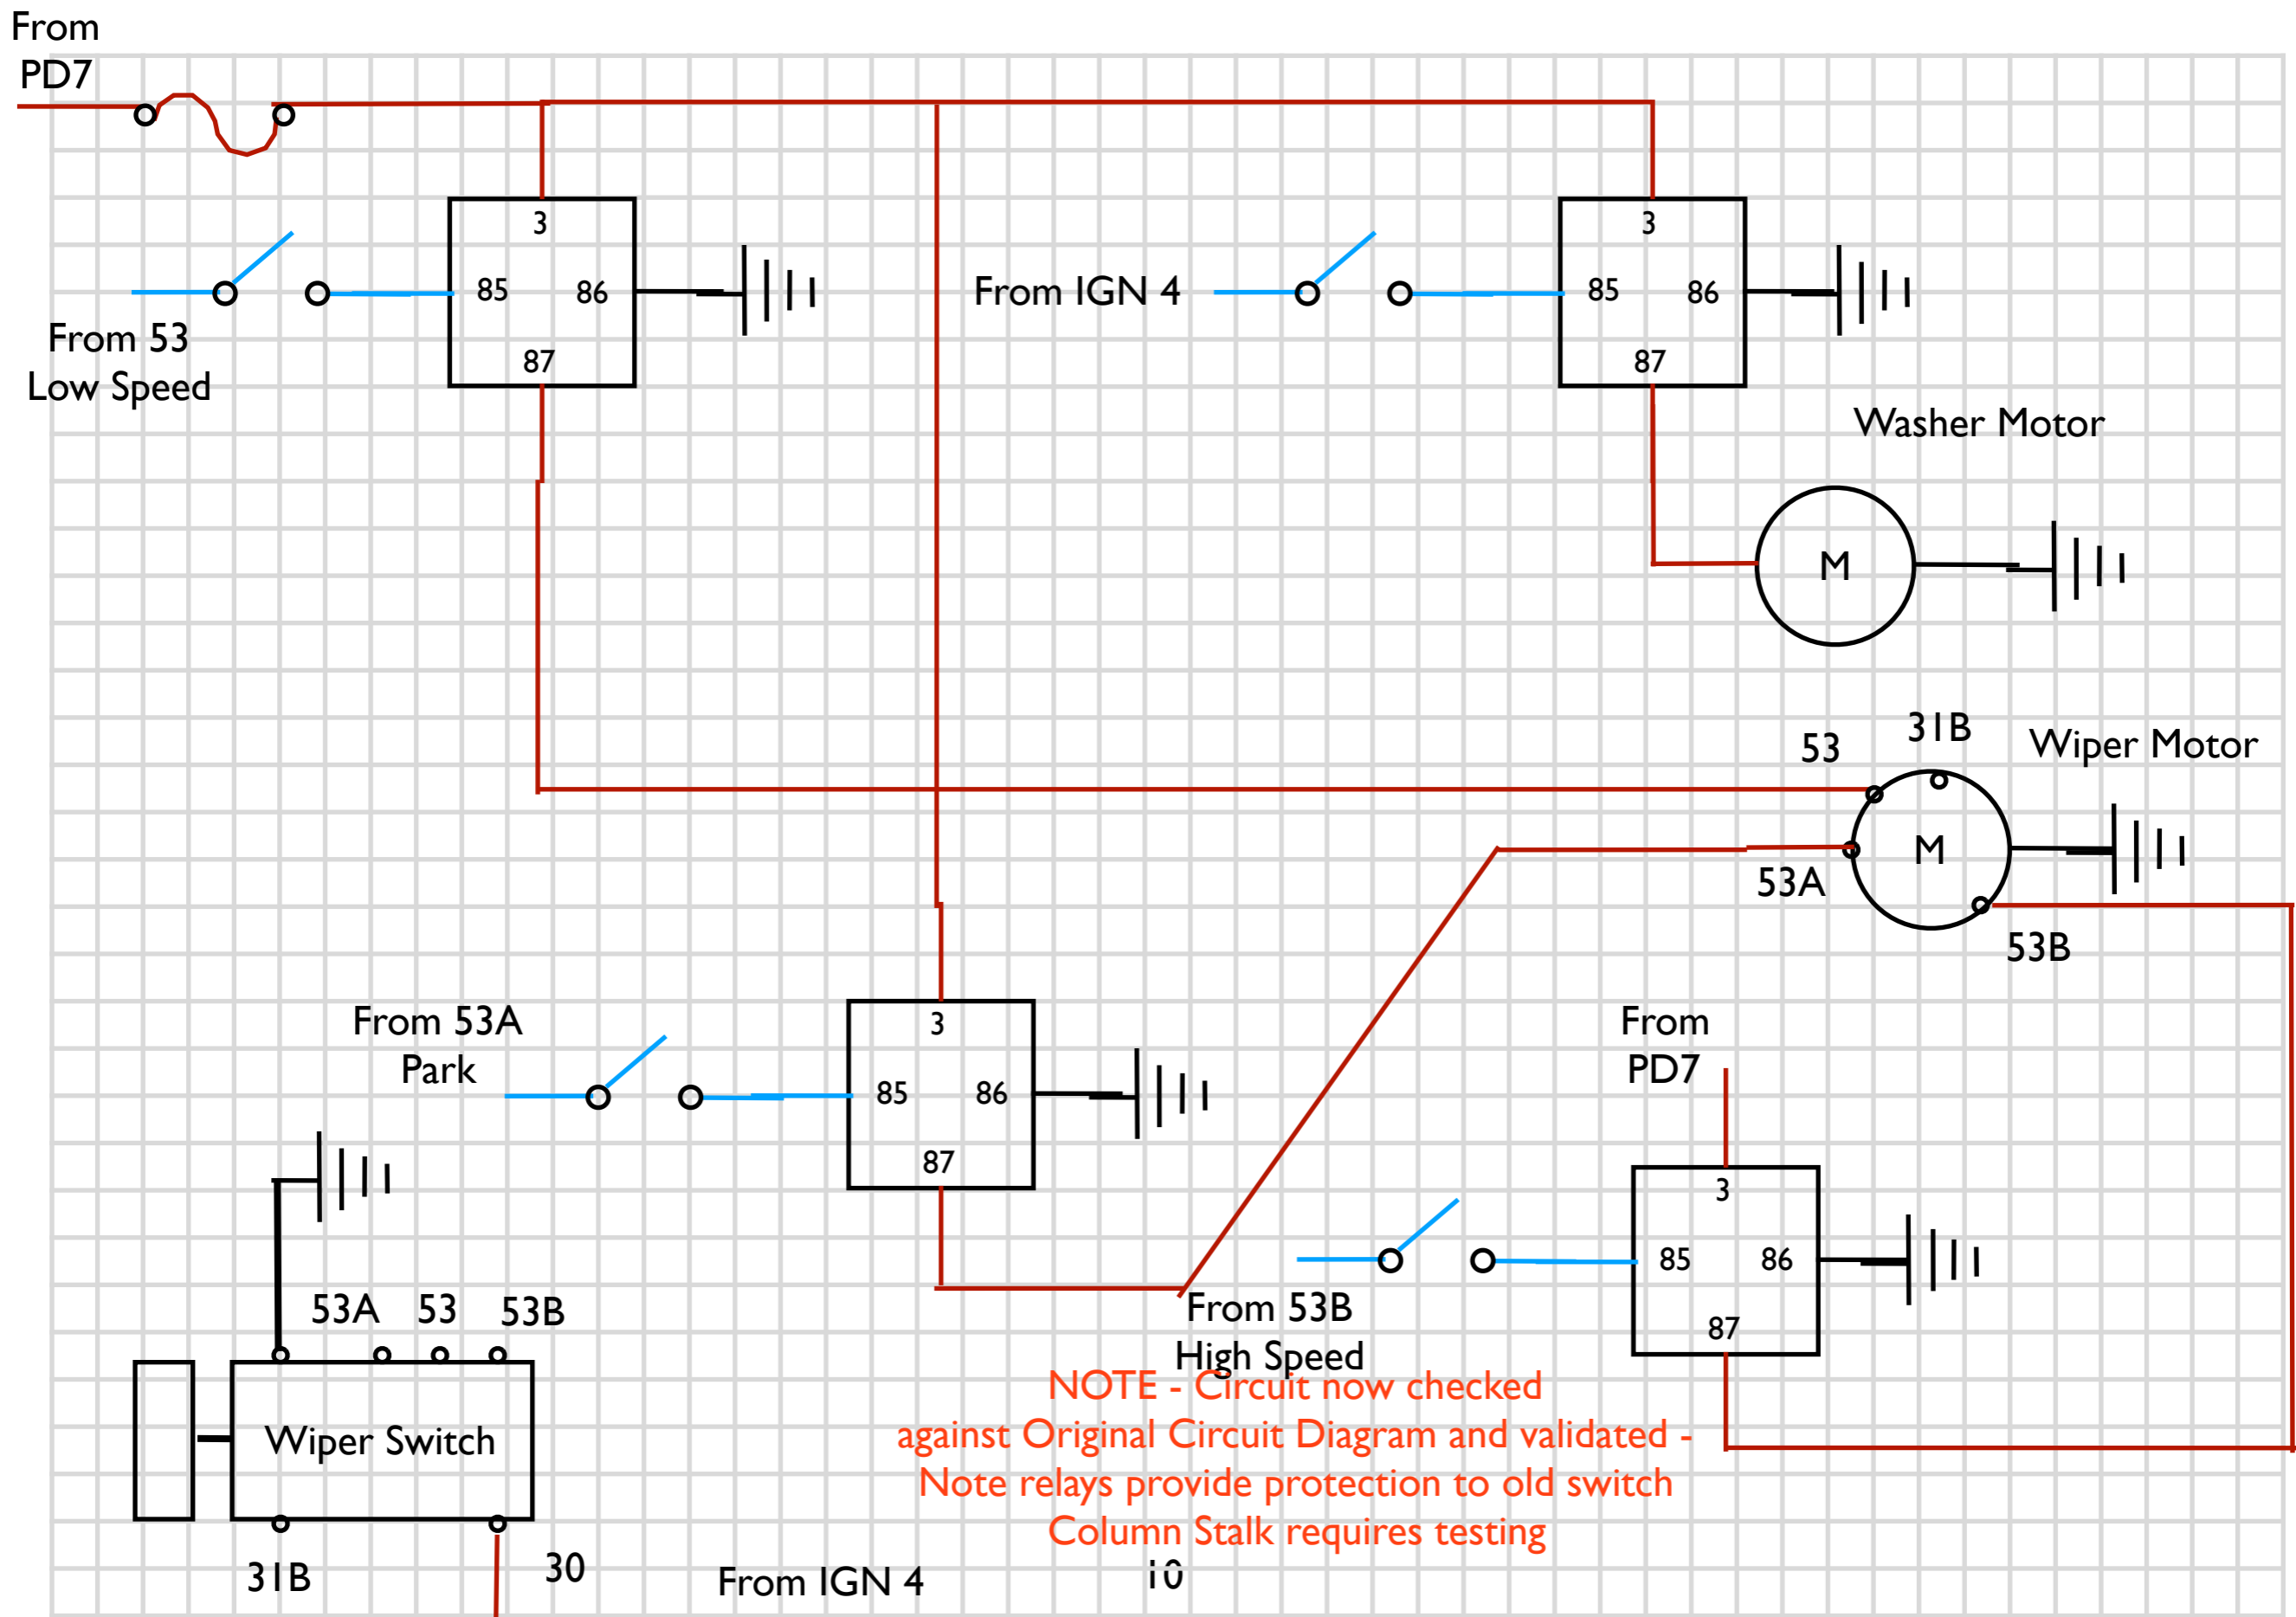 From
PD7
3
85
86
87
From 53
Low Speed
From IGN 4
3
85
86
87
Washer Motor
M
53
31B
Wiper Motor
M
53A
53B
From 53A
Park
3
85
86
87
From
PD7
3
85
86
87
From 53B
High Speed
53A 53 53B
Wiper Switch
31B
30
From IGN 4
NOTE - Circuit now checked
against Original Circuit Diagram and validated -
Note relays provide protection to old switch
Column Stalk requires testing
10